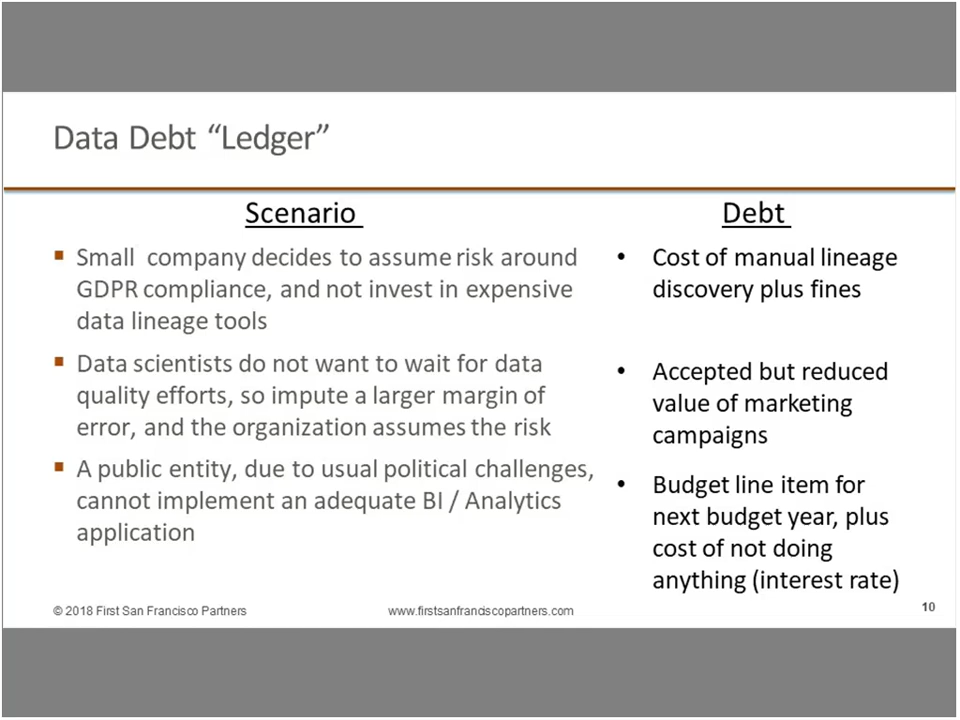 Data Debt “Ledger”
Scenario
▪ Small company decides to assume risk around
GDPR compliance, and not invest in expensive
data lineage tools
▪ Data scientists do not want to wait for data
quality efforts, so impute a larger margin of
error, and the organization assumes the risk
▪ A public entity, due to usual political challenges,
cannot implement an adequate BI / Analytics
application
Debt
• Cost of manual lineage
discovery plus fines
• Accepted but reduced
value of marketing
campaigns
• Budget line item for
next budget year, plus
cost of not doing
anything (interest rate)
© 2018 First San Francisco Partners
www.firstsanfranciscopartners.com
10